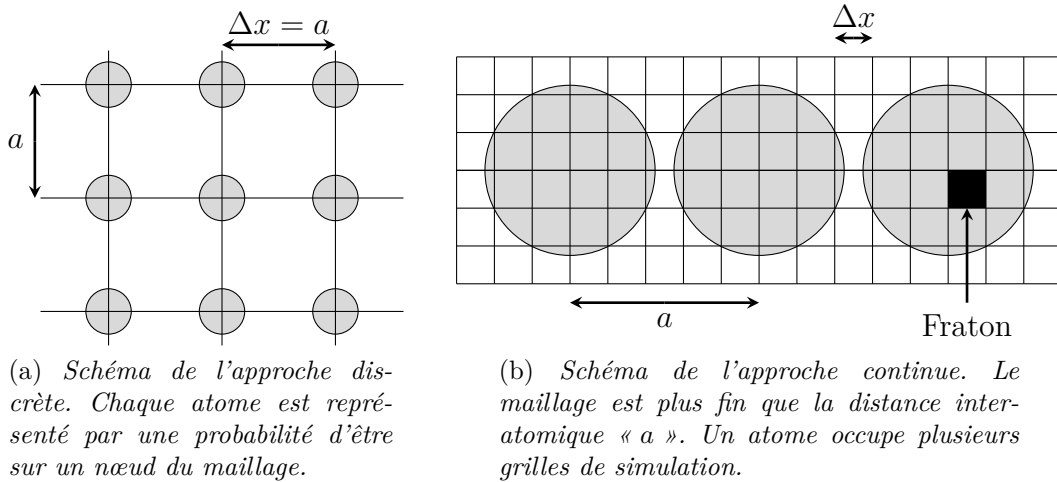 Δx = a
a
(a) Schéma de l'approche dis-
crète. Chaque atome est repré-
senté par une probabilité d'être
sur un nœud du maillage.
Δx
a
Fraton
(b) Schéma de l'approche continue. Le
maillage est plus fin que la distance inter-
atomique « a ». Un atome occupe plusieurs
grilles de simulation.